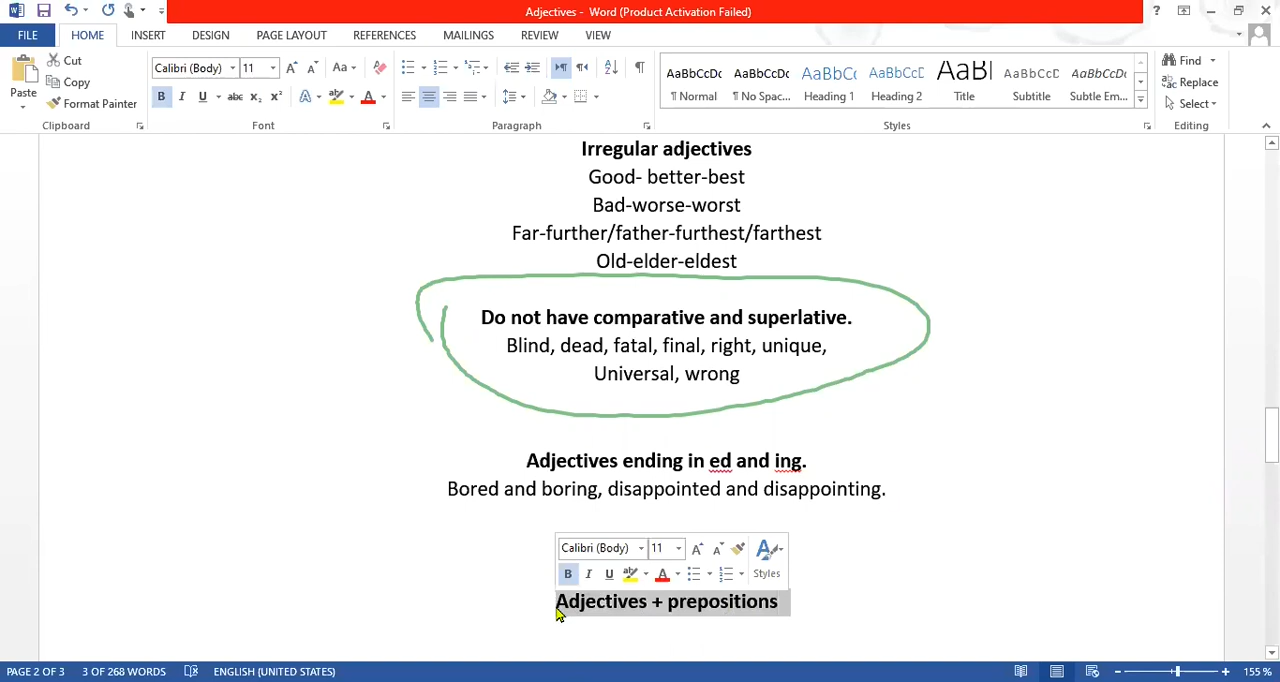 Adjectives - Word (Product Activation Failed)
FILE HOME INSERT DESIGN PAGE LAYOUT REFERENCES MAILINGS REVIEW VIEW
Paste
Cut
Copy
Format Painter
Clipboard
Calibri (Body) 11
Font
Paragraph
AaBbCcDc AaBbCcDc AaBbCc AaBbCcD AaBl AaBbCcD AaBbCcDc
¶ Normal ¶ No Spac... Heading 1 Heading 2 Title Subtitle Subtle Em...
Styles
Find
Replace
Select
Editing
Irregular adjectives
Good- better-best
Bad-worse-worst
Far-further/father-furthest/farthest
Old-elder-eldest
Do not have comparative and superlative.
Blind, dead, fatal, final, right, unique,
Universal, wrong
Adjectives ending in ed and ing.
Bored and boring, disappointed and disappointing.
Calibri (Body) 11
B I U Styles
Adjectives + prepositions
PAGE 2 OF 3 3 OF 268 WORDS ENGLISH (UNITED STATES) 155 %